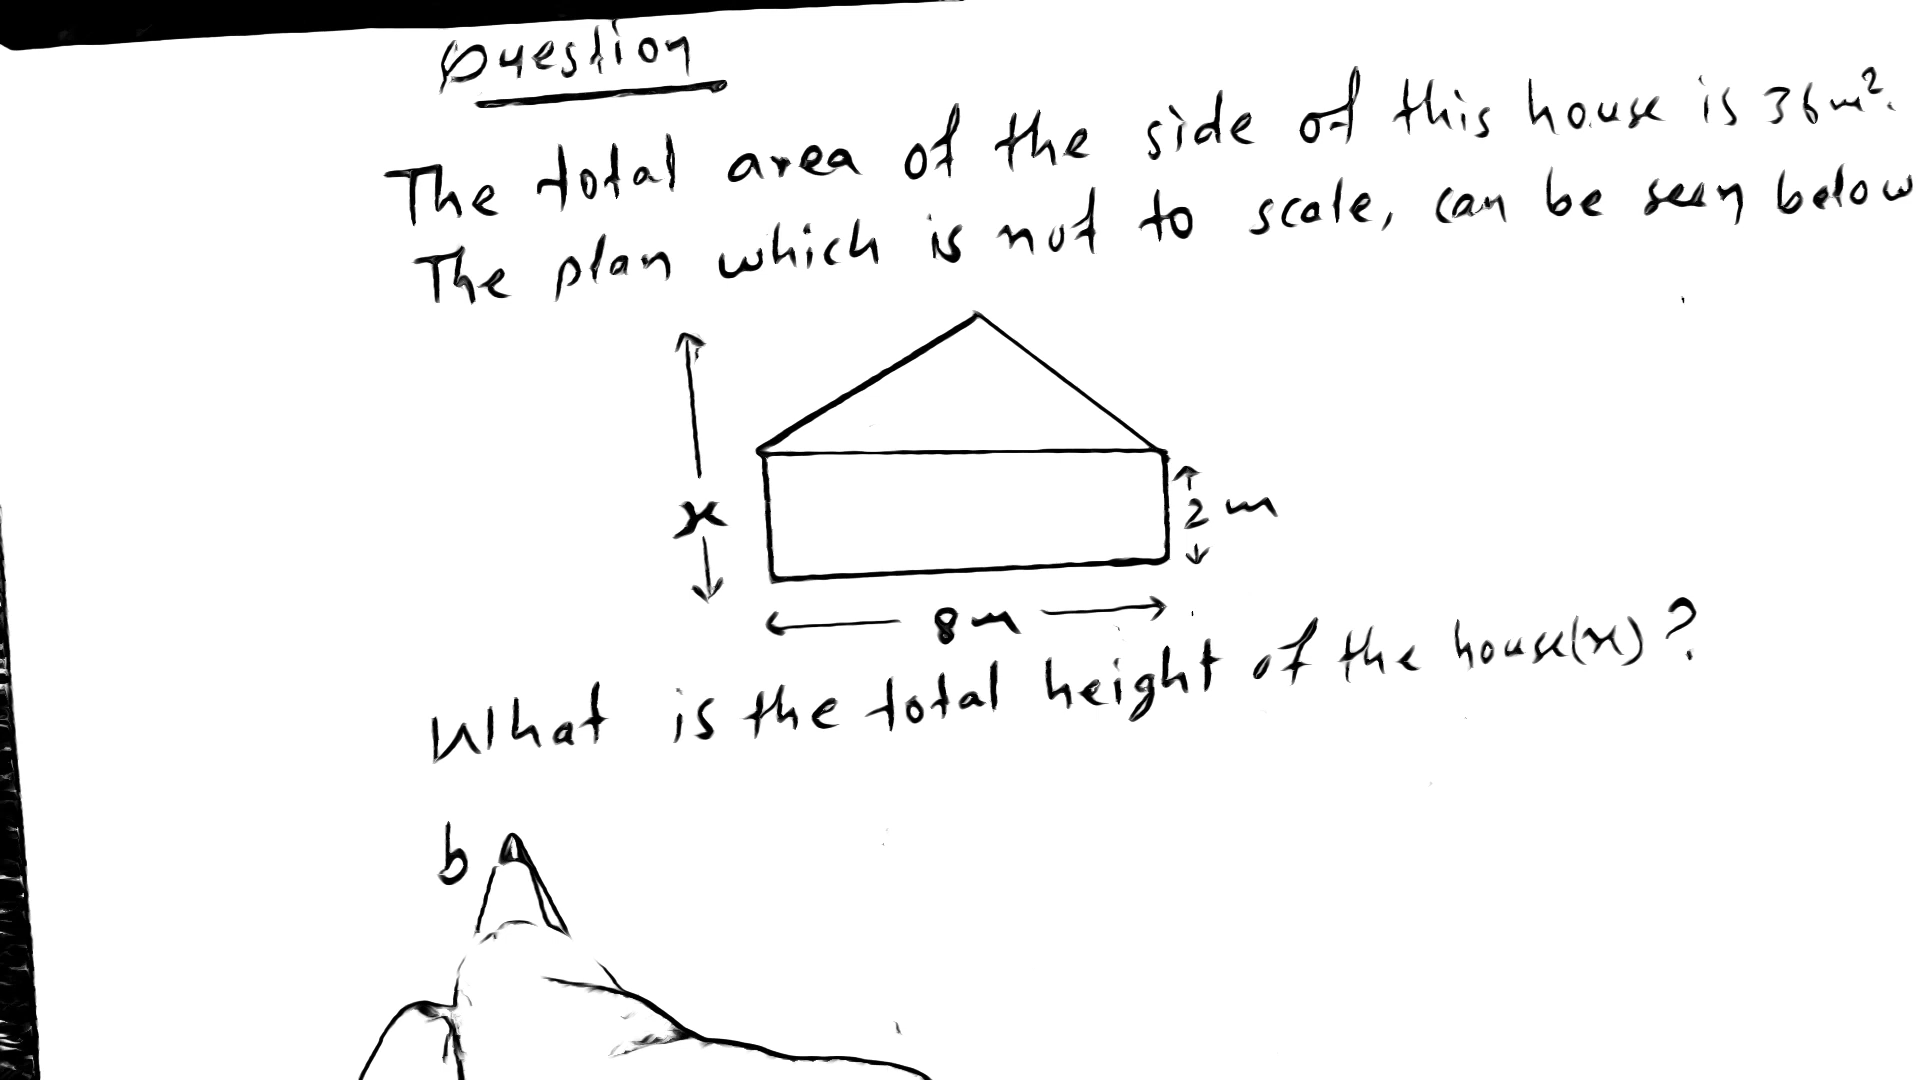 Question
The total area of the side of this house is 36m².
The plan which is not to scale, can be seen below
x
2 m
8m
What is the total height of the house(x)?
b